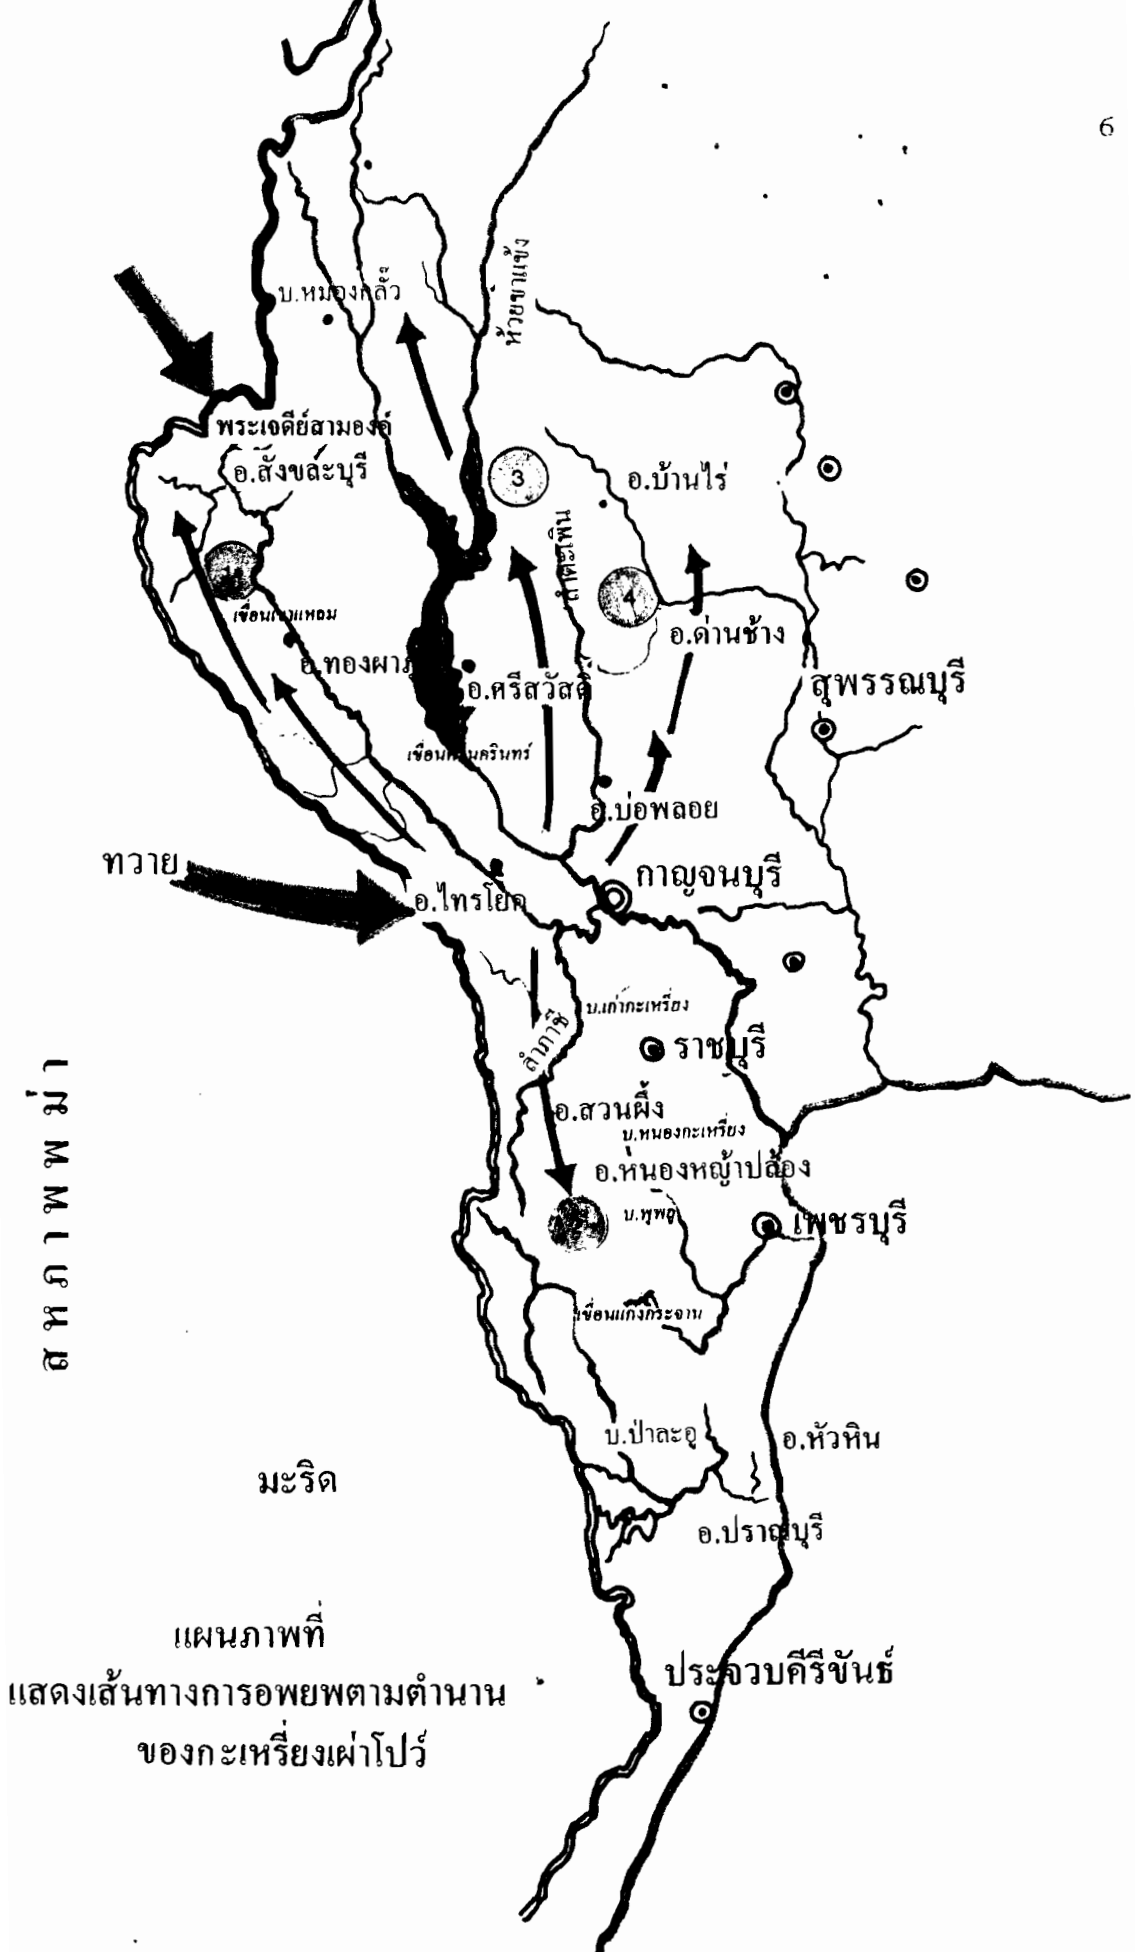 6
ห้วยขาแข้ง
พระเจดีย์สามองค์
อ.สังขละบุรี
3
อ.บ้านไร่
ลำตะเพิน
4
เขื่อนเขาแหลม
อ.ด่านช้าง
อ.ทองผาภู
อ.ศรีสวัสดิ์
สุพรรณบุรี
อ.บ่อพลอย
ทวาย
กาญจนบุรี
อ.ไทรโยค
บ.เก่ากะเหรี่ยง
ลำภาชี
ราชบุรี
อ.สวนผึ้ง
บ.หนองกะเหรี่ยง
อ.หนองหญ้าปล้อง
เพชรบุรี
เขื่อนแก่งกระจาน
สหภาพพม่า
บ.ป่าละอู
อ.หัวหิน
มะริด
อ.ปราณบุรี
แผนภาพที่
แสดงเส้นทางการอพยพตามตำนาน
ของกะเหรี่ยงเผ่าโปว์
ประจวบคีรีขันธ์